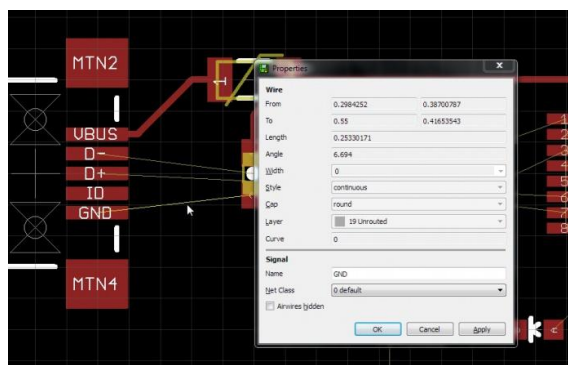 MTN2
1
VBUS
D-
D+
ID
GND
MTN4
Properties
x
Wire
From 0.2984252 0.38700787
To 0.55 0.41653543
Length 0.25330171
Angle 6.694
Width 0
Style continuous
Cap round
Layer 19 Unrouted
Curve 0
Signal
Name GND
Net Class 0 default
Airwires hidden
OK Cancel Apply
1
2
3
4
5
6
7
8